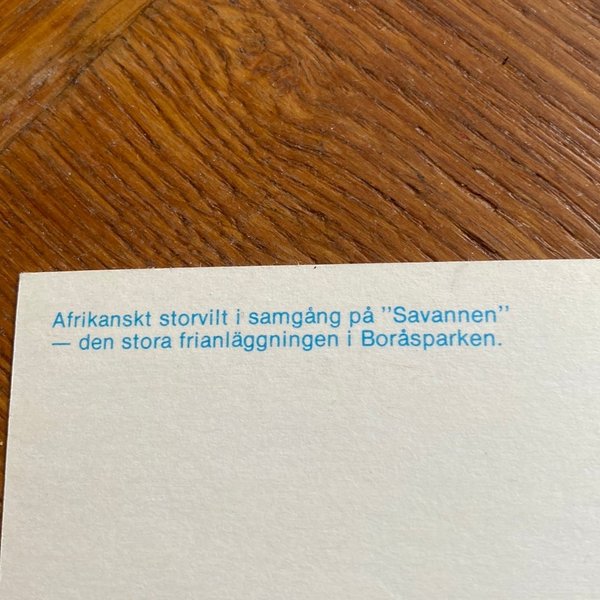 Afrikanskt storvilt i samgång på "Savannen"
— den stora frianläggningen i Boråsparken.